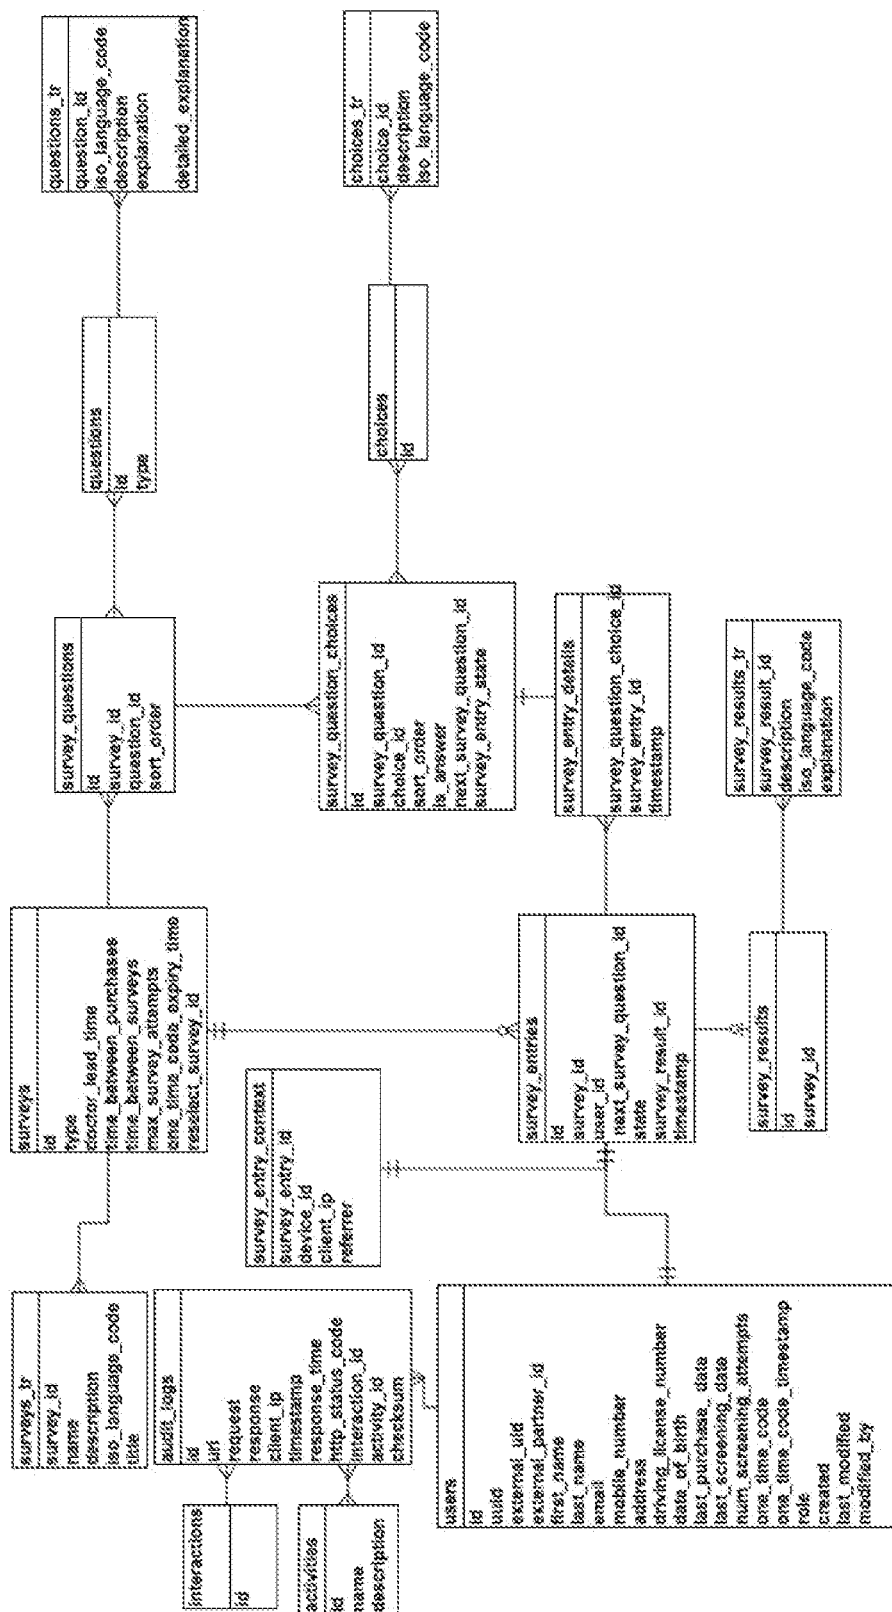 surveys_tr
survey_id
name
description
iso_language_code
title
surveys
id
type
doctor_lead_time
time_between_purchases
time_between_surveys
max_survey_attempts
one_time_code_expiry_time
reselect_survey_id
survey_questions
id
survey_id
question_id
sort_order
questions
id
type
questions_tr
question_id
iso_language_code
description
explanation
detailed_explanation
interactions
id
activities
id
name
description
audit_logs
id
url
request
response
client_ip
timestamp
response_time
http_status_code
interaction_id
activity_id
checksum
survey_entry_context
survey_entry_id
device_id
client_ip
referrer
survey_question_choices
id
survey_question_id
choice_id
sort_order
is_answer
next_survey_question_id
survey_entry_state
choices
id
choices_tr
choice_id
description
iso_language_code
users
id
uuid
external_uid
external_partner_id
first_name
last_name
email
mobile_number
address
driving_license_number
date_of_birth
last_purchase_date
last_screening_date
num_screening_attempts
one_time_code
one_time_code_timestamp
role
created
last_modified
modified_by
survey_entries
id
survey_id
user_id
next_survey_question_id
state
survey_result_id
timestamp
survey_entry_details
survey_question_choice_id
survey_entry_id
timestamp
survey_results
id
survey_id
survey_results_tr
survey_result_id
description
iso_language_code
explanation